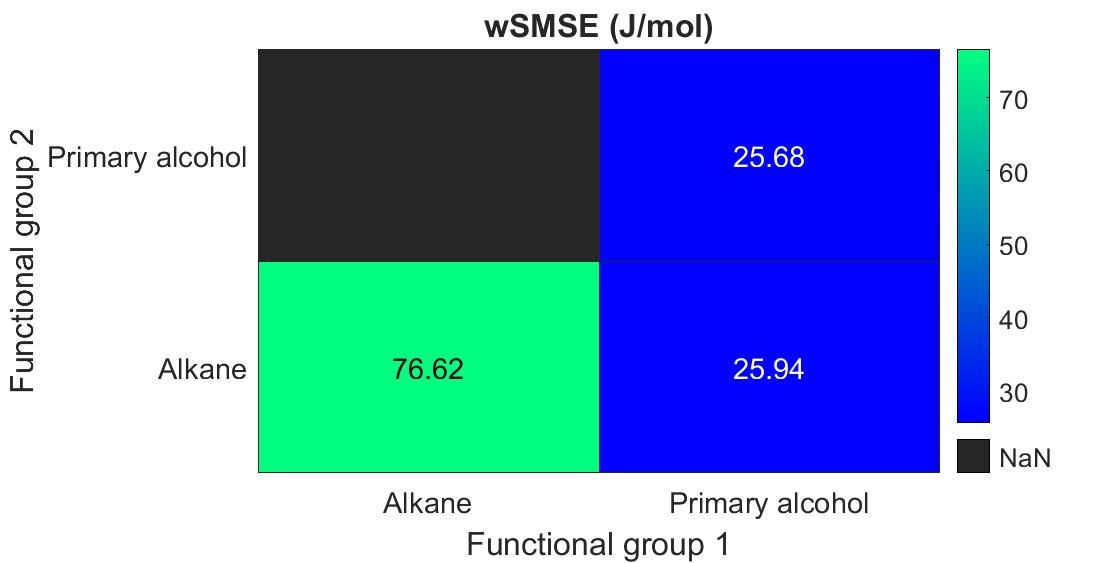 wSMSE (J/mol)
Functional group 2
Primary alcohol
25.68
Alkane
76.62
25.94
70
60
50
40
30
NaN
Alkane
Primary alcohol
Functional group 1